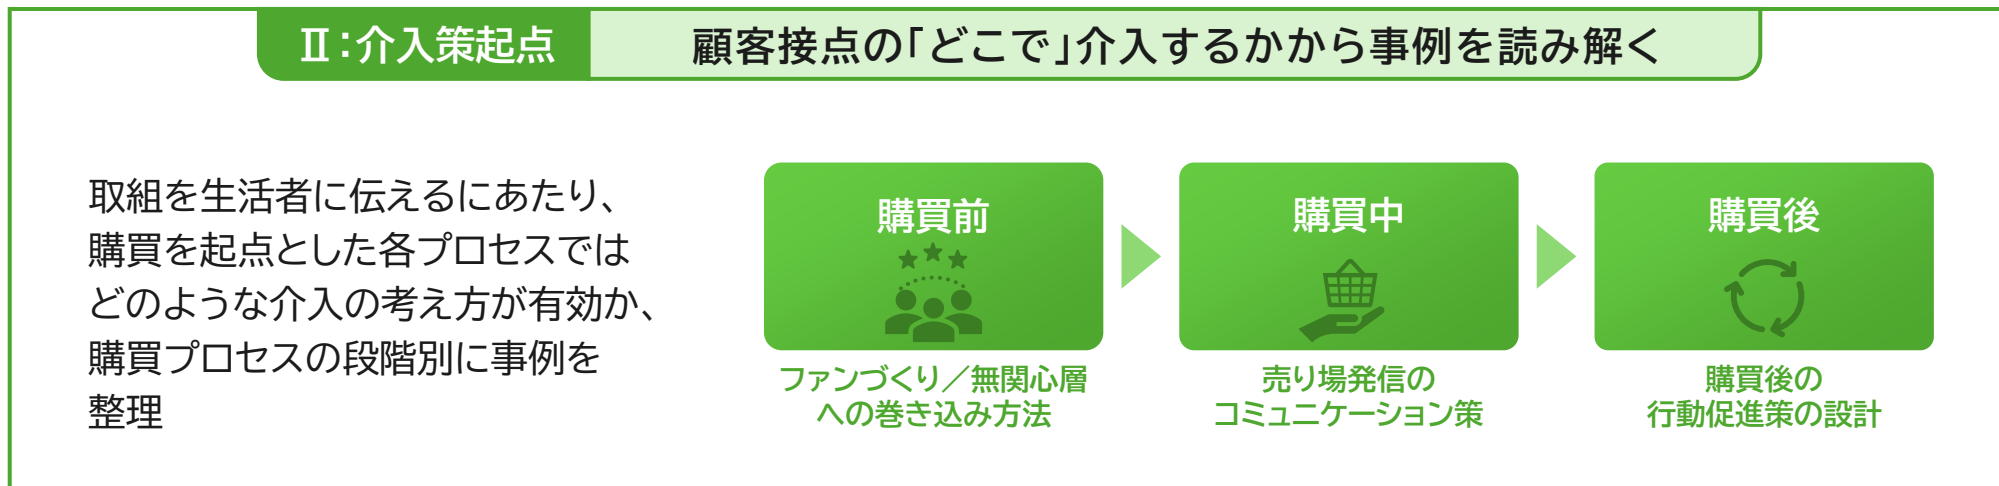 Ⅱ：介入策起点
顧客接点の「どこで」介入するかから事例を読み解く
取組を生活者に伝えるにあたり、
購買を起点とした各プロセスでは
どのような介入の考え方が有効か、
購買プロセスの段階別に事例を
整理
購買前
ファンづくり／無関心層
への巻き込み方法
購買中
売り場発信の
コミュニケーション策
購買後
購買後の
行動促進策の設計